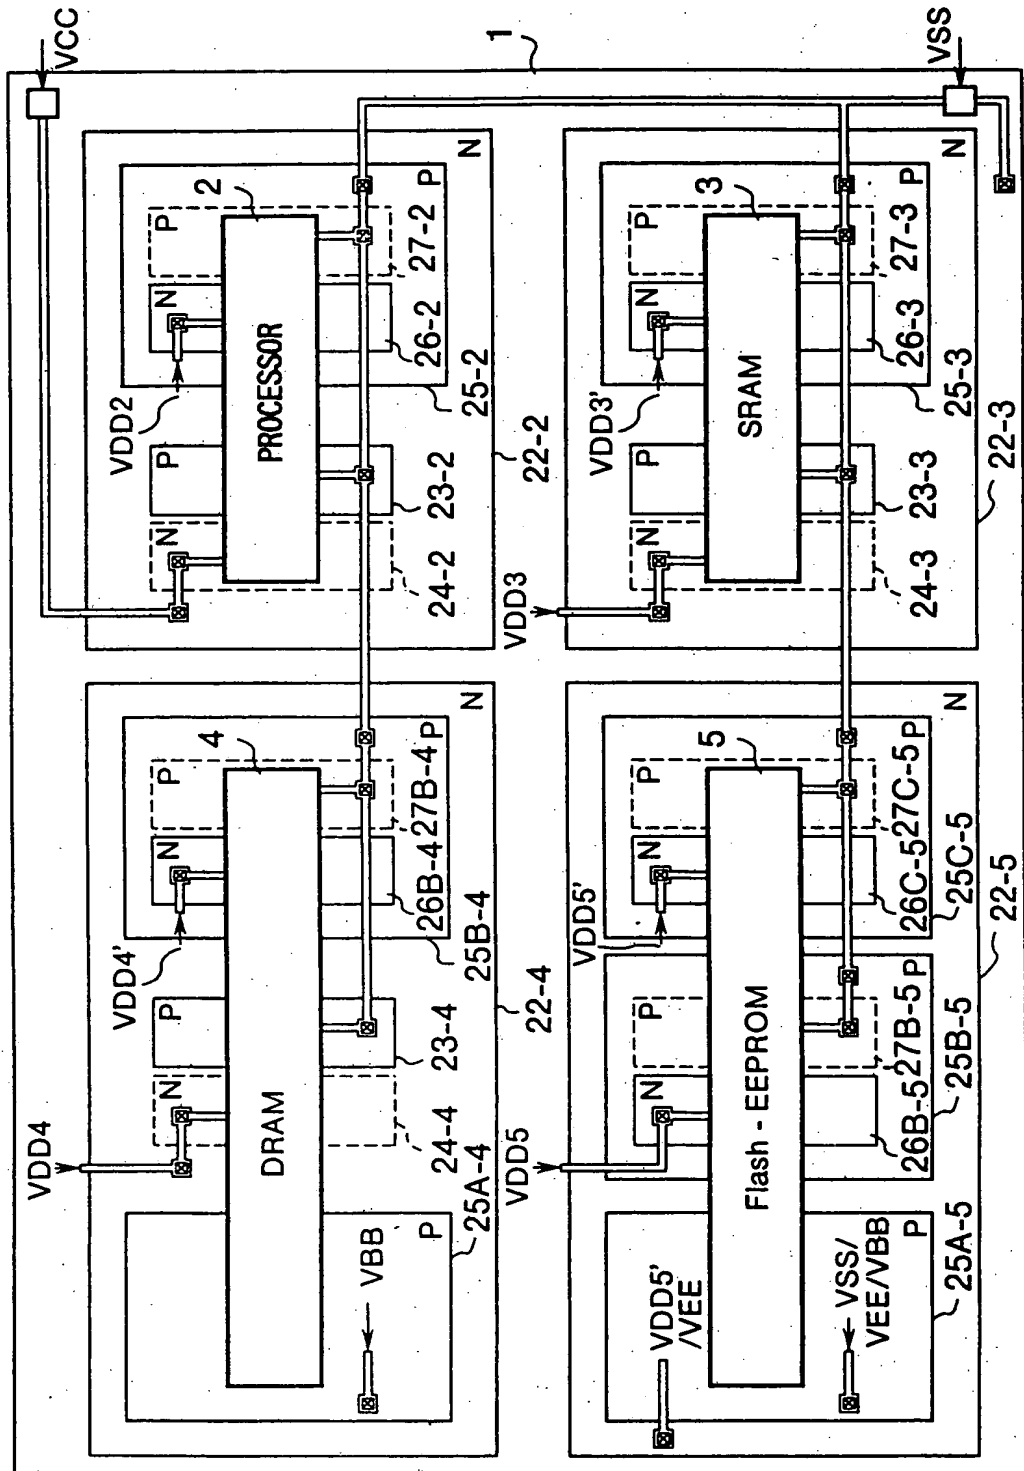 VCC
1
VSS
N
P
2
27-2
P
N
26-2
25-2
PROCESSOR
VDD2
22-2
P
23-2
N
24-2
N
P
3
27-3
P
N
26-3
25-3
SRAM
VDD3'
22-3
P
23-3
N
24-3
VDD3
N
P
4
27B-4
P
N
26B-4
25B-4
VDD4'
22-4
P
23-4
DRAM
N
24-4
25A-4
VDD4
VBB
P
N
P
5
27C-5
P
N
26C-5
25C-5
22-5
VDD5'
P
P
27B-5
N
26B-5
25B-5
Flash - EEPROM
VDD5
25A-5
P
VDD5'
/VEE
VSS/
VEE/VBB